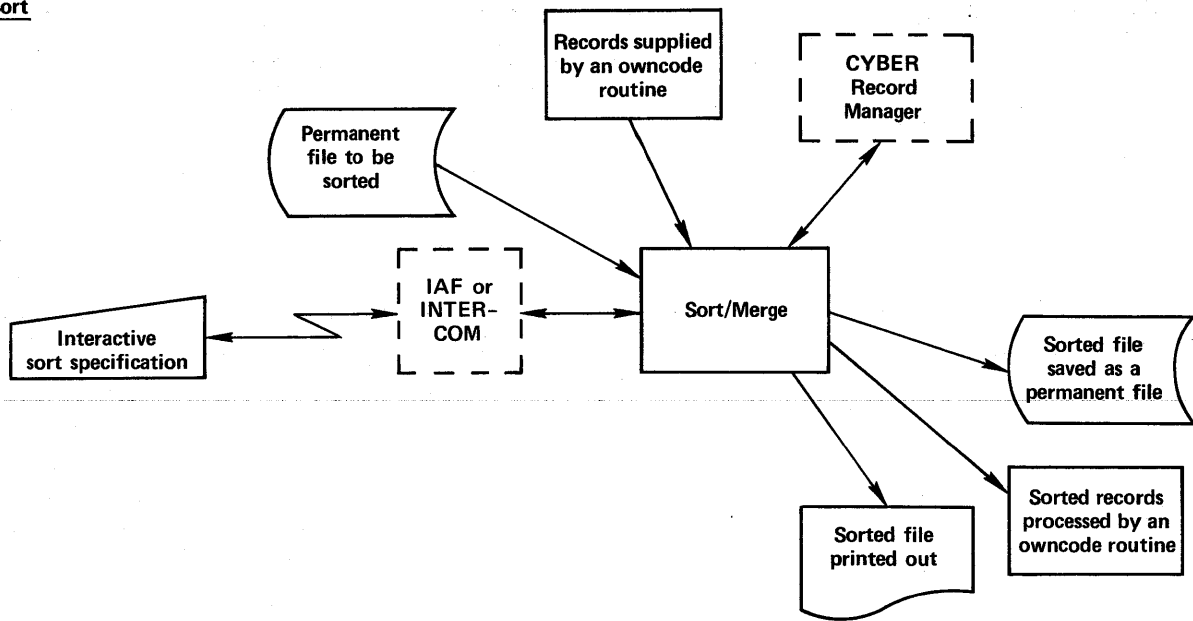 ort
Records supplied
by an owncode
routine
CYBER
Record
Manager
Permanent
file to be
sorted
IAF or
INTER-
COM
Sort/Merge
Interactive
sort specification
Sorted file
saved as a
permanent file
Sorted records
processed by an
owncode routine
Sorted file
printed out